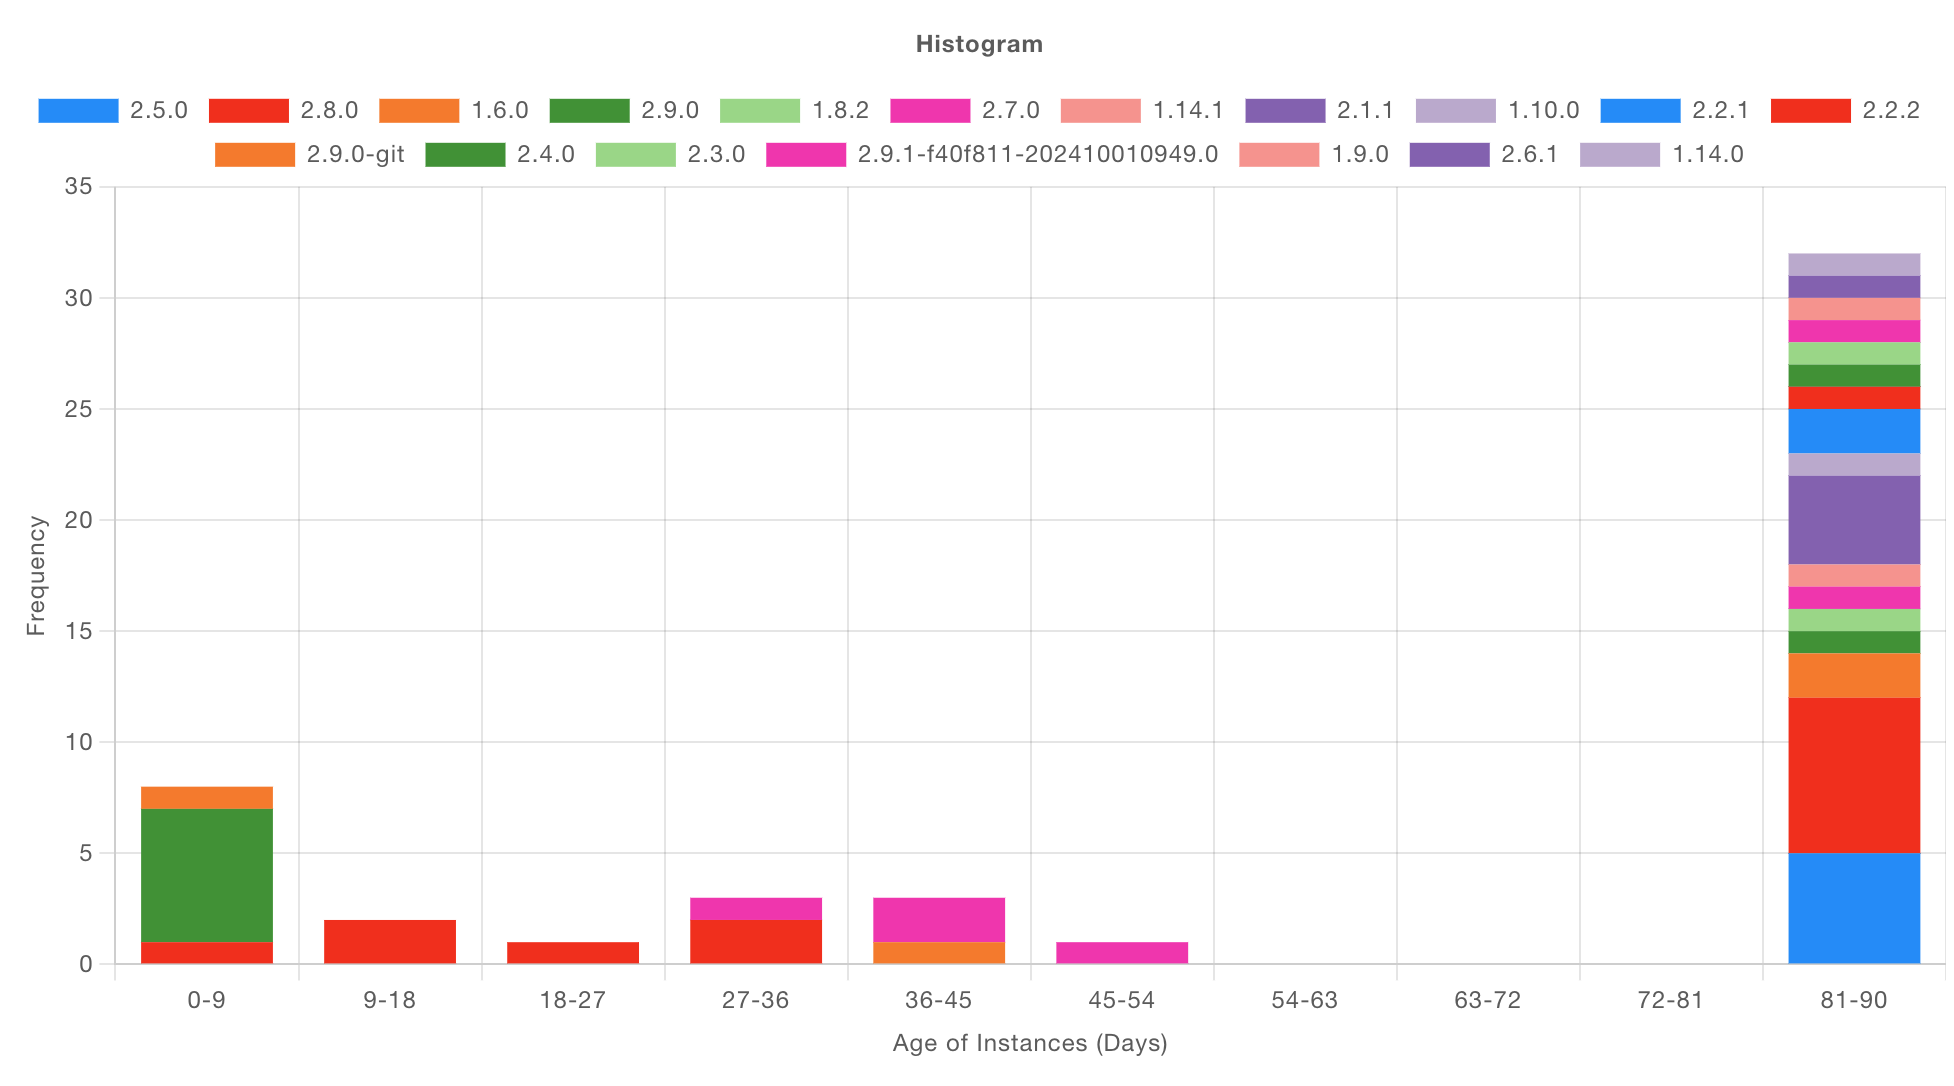 Histogram
2.5.0 2.8.0 1.6.0 2.9.0 1.8.2 2.7.0 1.14.1 2.1.1 1.10.0 2.2.1 2.2.2
2.9.0-git 2.4.0 2.3.0 2.9.1-f40f811-202410010949.0 1.9.0 2.6.1 1.14.0
35
30
25
20
15
10
5
0
Frequency
0-9 9-18 18-27 27-36 36-45 45-54 54-63 63-72 72-81 81-90
Age of Instances (Days)